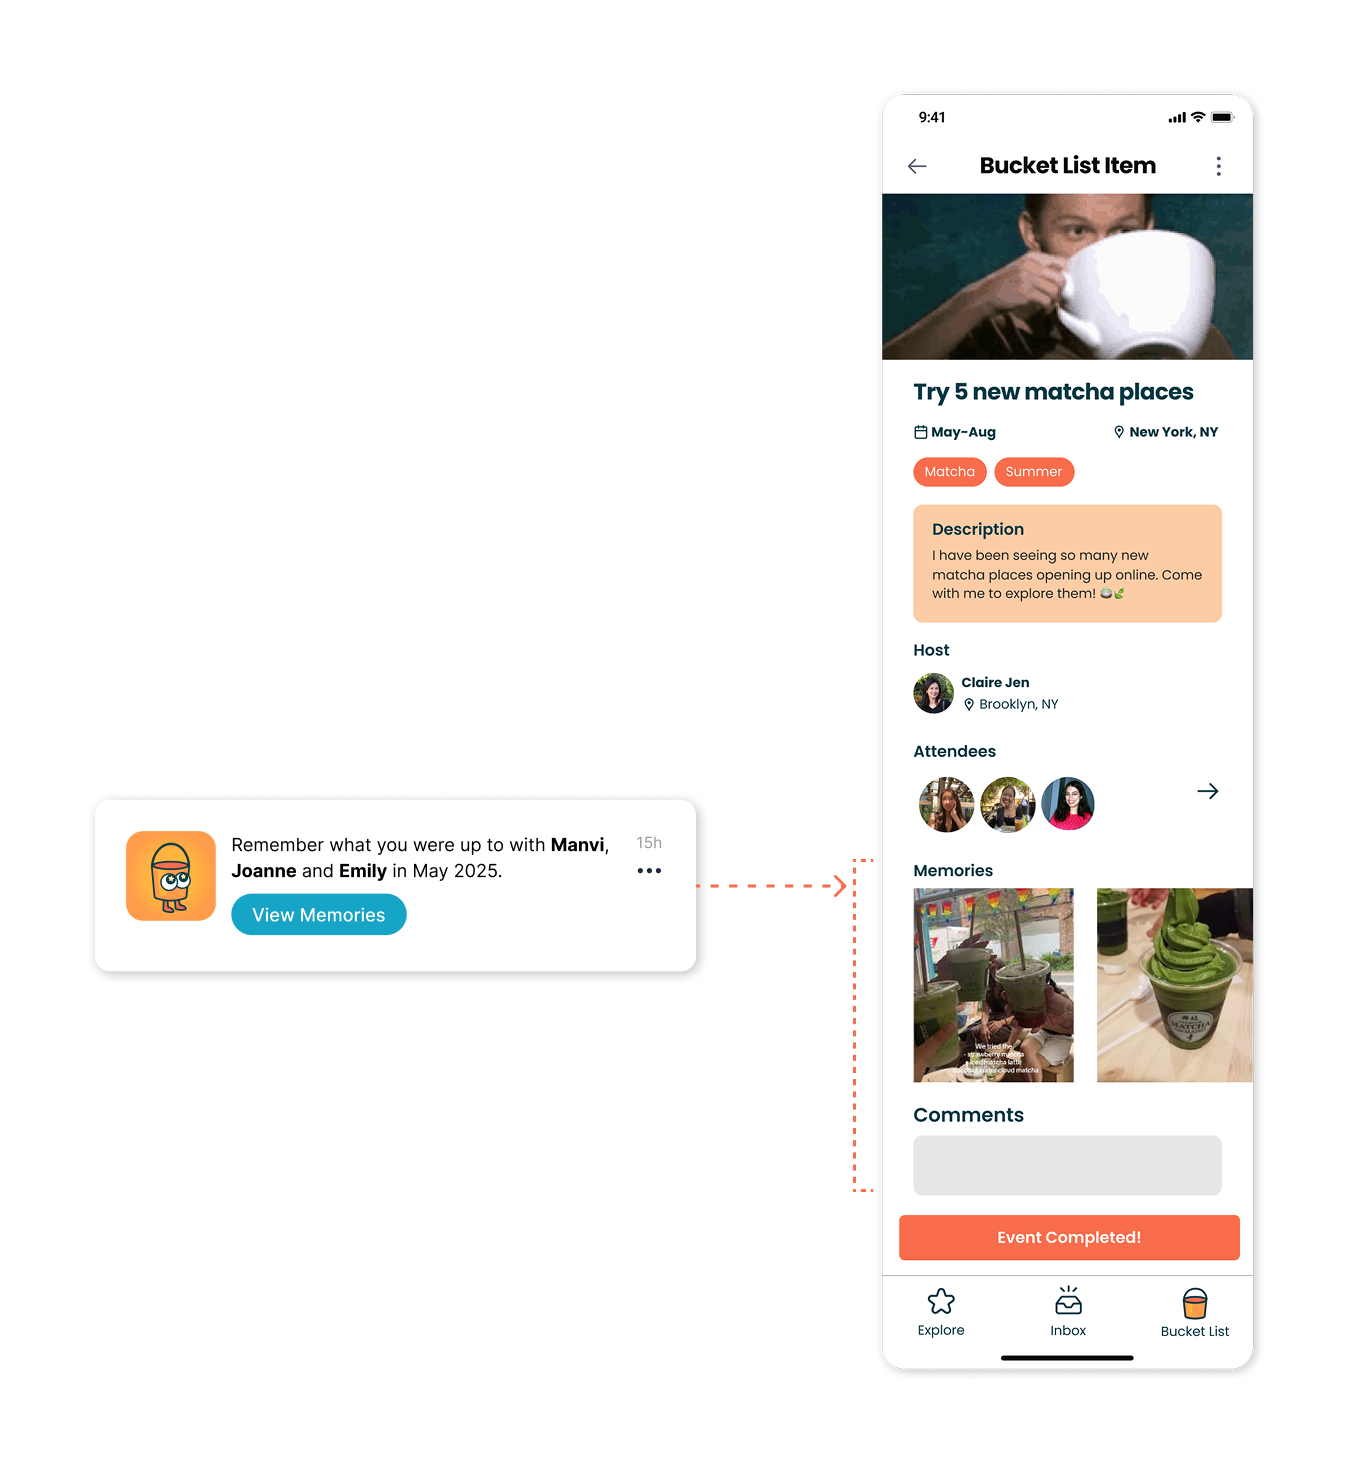 Remember what you were up to with Manvi,
Joanne and Emily in May 2025.
15h
View Memories
9:41
Bucket List Item
Try 5 new matcha places
May-Aug
New York, NY
Matcha
Summer
Description
I have been seeing so many new
matcha places opening up online. Come
with me to explore them! 🍵🌿
Host
Claire Jen
Brooklyn, NY
Attendees
Memories
We tried the
- strawberry matcha
iced matcha latte
cloud matcha
MATCHA
Comments
Event Completed!
Explore
Inbox
Bucket List